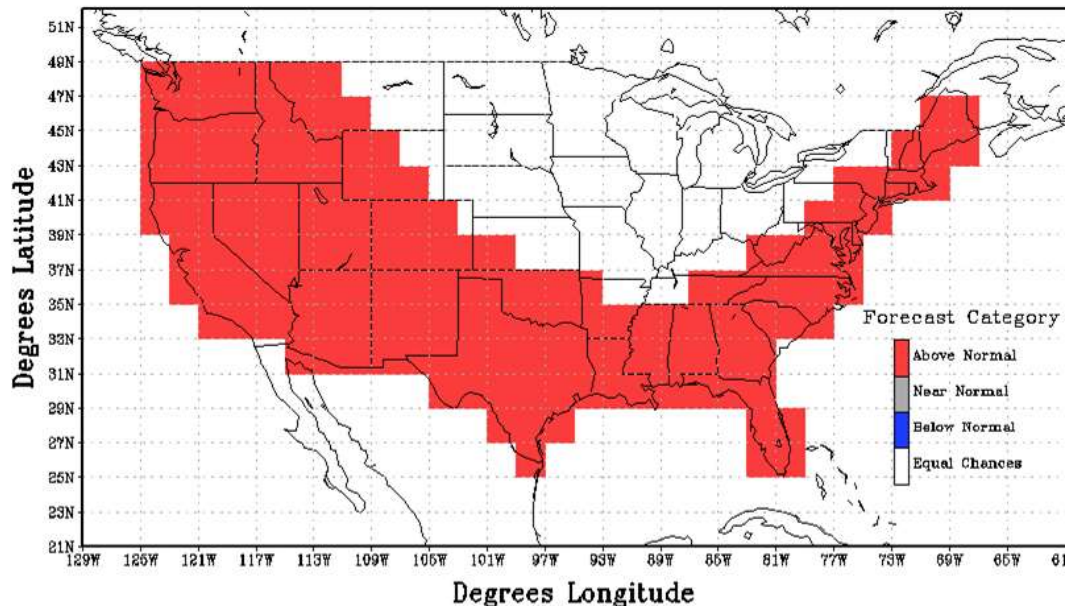 51N
49N
47N
45N
43N
41N
39N
37N
35N
33N
31N
29N
27N
25N
23N
21N
Degrees Latitude
Forecast Category
Above Normal
Near Normal
Below Normal
Equal Chances
129W 125W 121W 117W 113W 109W 105W 101W 97W 93W 89W 85W 81W 77W 73W 69W 65W 61
Degrees Longitude